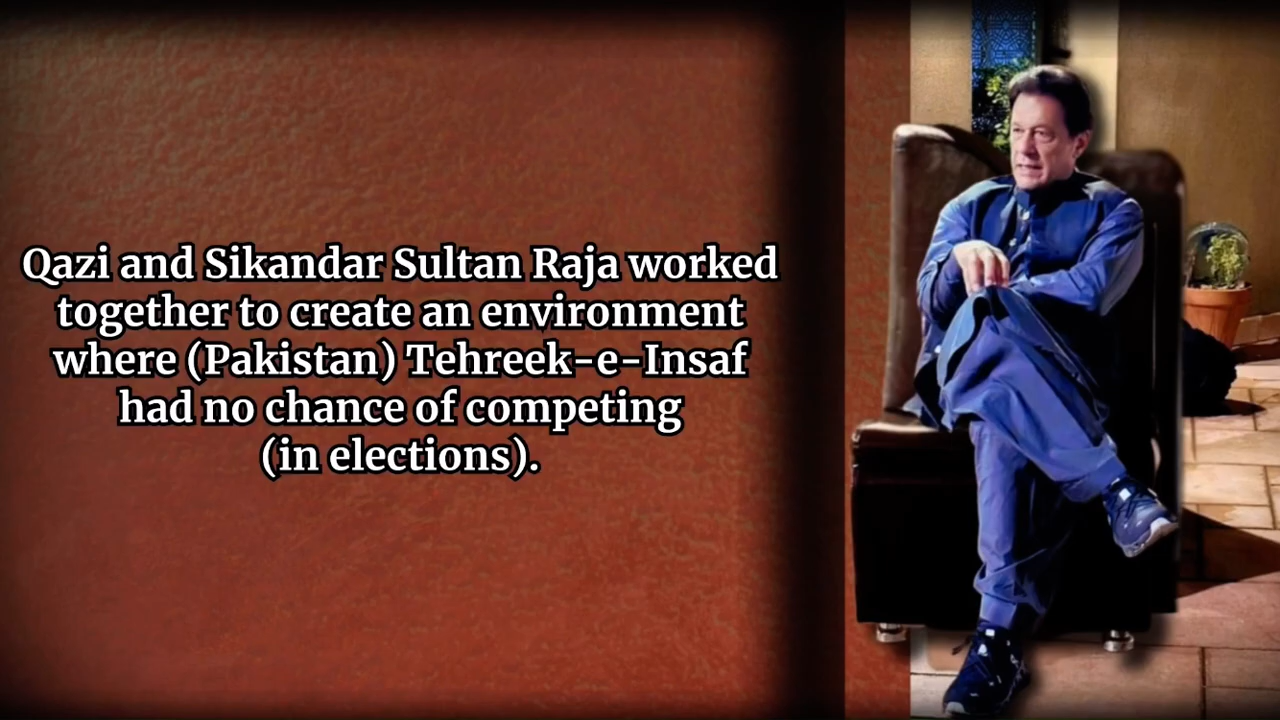 Qazi and Sikandar Sultan Raja worked
together to create an environment
where (Pakistan) Tehreek-e-Insaf
had no chance of competing
(in elections).